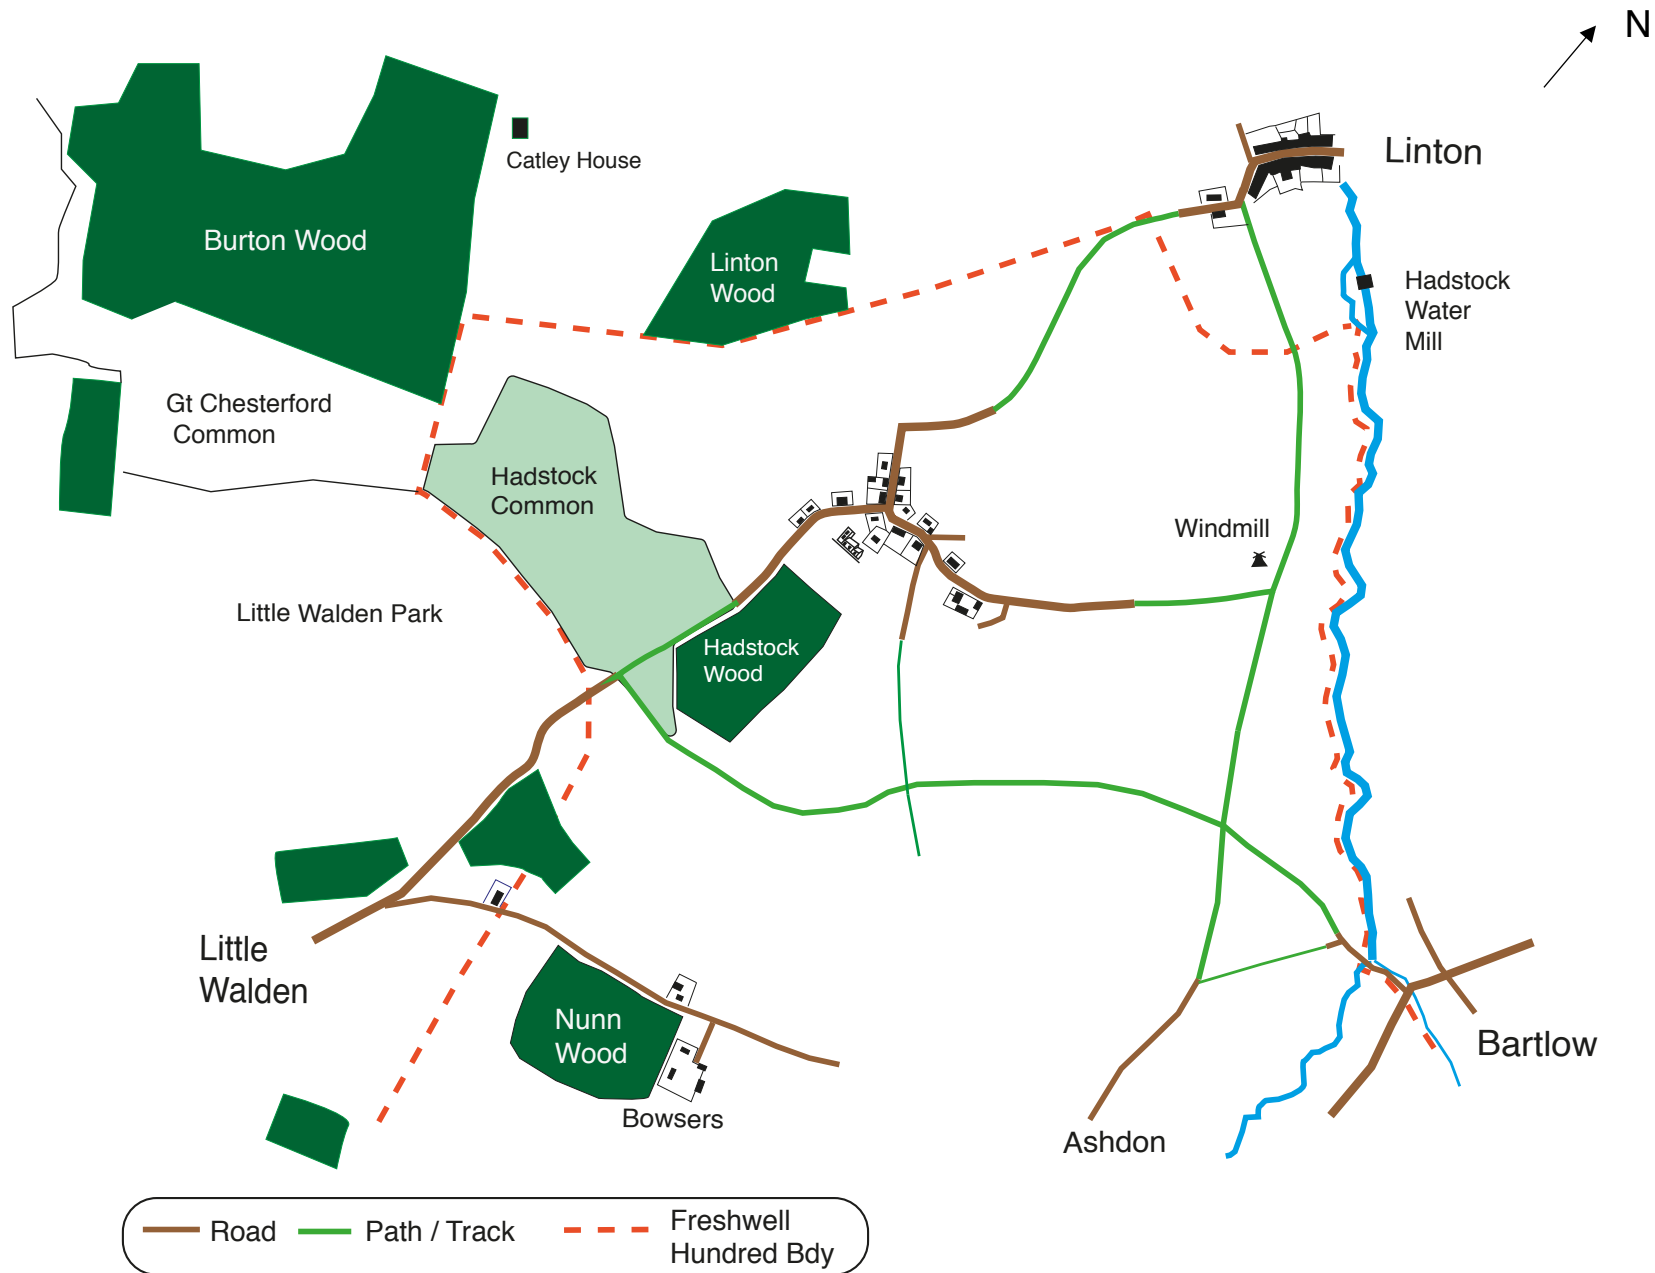 N
Linton
Catley House
Burton Wood
Linton
Wood
Hadstock
Water
Mill
Gt Chesterford
Common
Hadstock
Common
Windmill
Little Walden Park
Hadstock
Wood
Little
Walden
Nunn
Wood
Bartlow
Bowsers
Ashdon
Road
Path / Track
Freshwell
Hundred Bdy